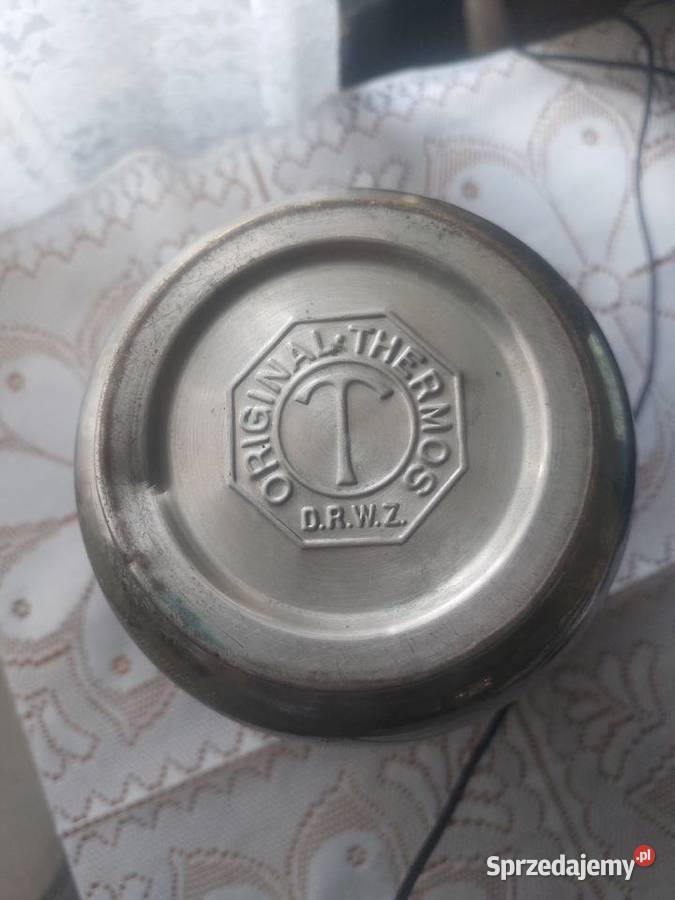 ORIGINAL THERMOS
T
D.R.W.Z.
Sprzedajemy.pl